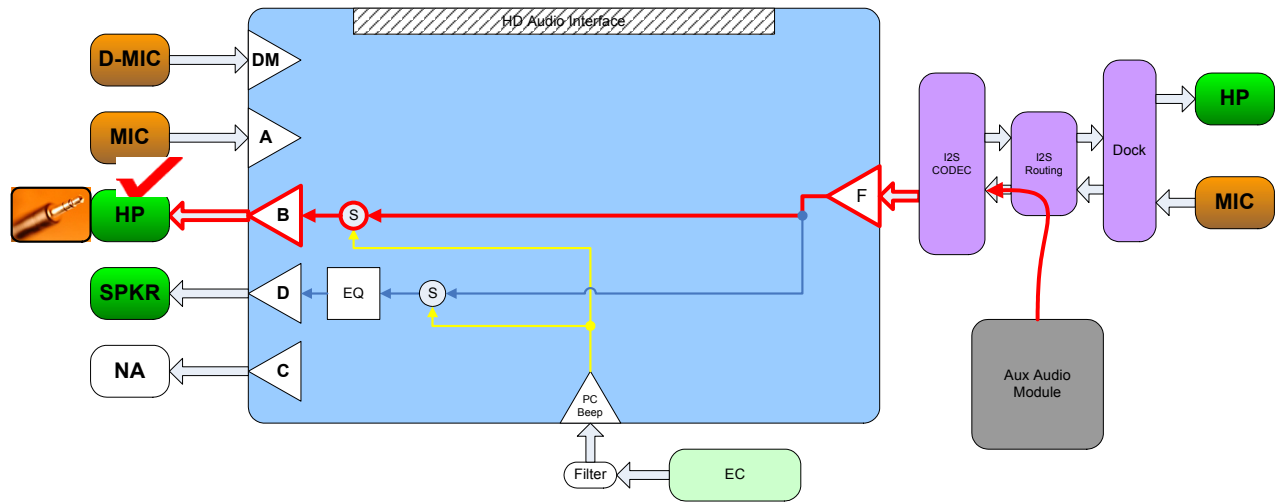 HD Audio Interface
D-MIC
DM
MIC
A
HP
B
S
F
I2S
CODEC
I2S
Routing
Dock
HP
MIC
SPKR
D
EQ
S
NA
C
PC
Beep
Aux Audio
Module
Filter
EC